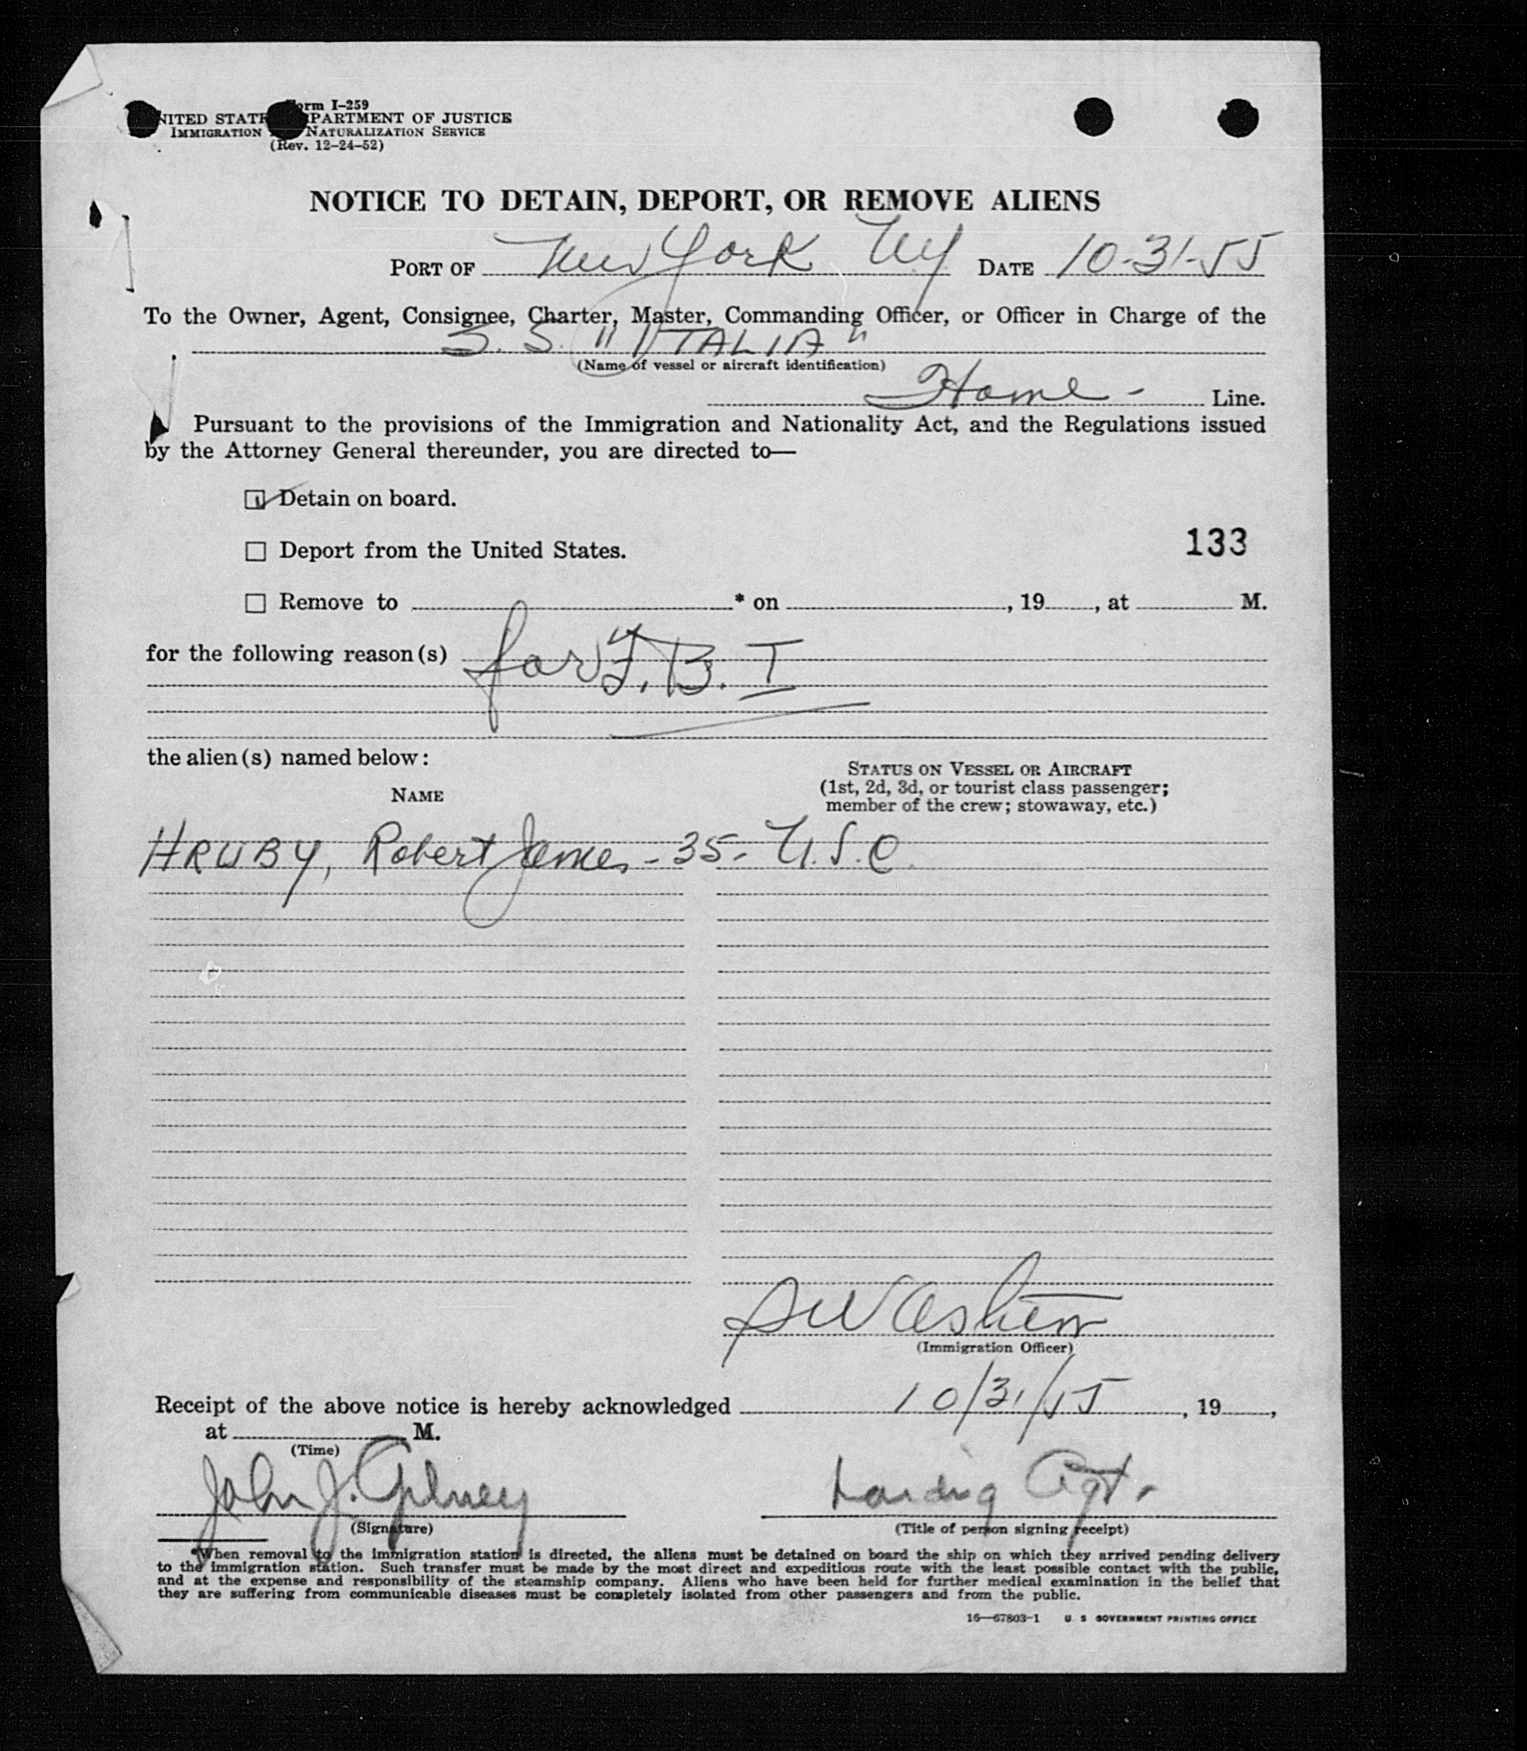 Form I-259
UNITED STATES DEPARTMENT OF JUSTICE
IMMIGRATION NATURALIZATION SERVICE
(Rev. 12-24-52)
NOTICE TO DETAIN, DEPORT, OR REMOVE ALIENS
PORT OF New York NY DATE 10-31-55
To the Owner, Agent, Consignee, Charter, Master, Commanding Officer, or Officer in Charge of the
S.S. "ITALIA"
(Name of vessel or aircraft identification)
Home - Line.
Pursuant to the provisions of the Immigration and Nationality Act, and the Regulations issued
by the Attorney General thereunder, you are directed to—
☑ Detain on board.
☐ Deport from the United States.
133
☐ Remove to * on , 19 , at M.
for the following reason(s) for F.B.I
the alien(s) named below:
NAME
STATUS ON VESSEL OR AIRCRAFT
(1st, 2d, 3d, or tourist class passenger;
member of the crew; stowaway, etc.)
HRUBY, Robert James - 35 - U.S.C.
(Immigration Officer)
Receipt of the above notice is hereby acknowledged 10/31/55 , 19 ,
at M.
(Time)
John J. Landing Agt.
(Signature) (Title of person signing receipt)
*When removal to the immigration station is directed, the aliens must be detained on board the ship on which they arrived pending delivery
to the immigration station. Such transfer must be made by the most direct and expeditious route with the least possible contact with the public,
and at the expense and responsibility of the steamship company. Aliens who have been held for further medical examination in the belief that
they are suffering from communicable diseases must be completely isolated from other passengers and from the public.
16—67803-1 U. S GOVERNMENT PRINTING OFFICE